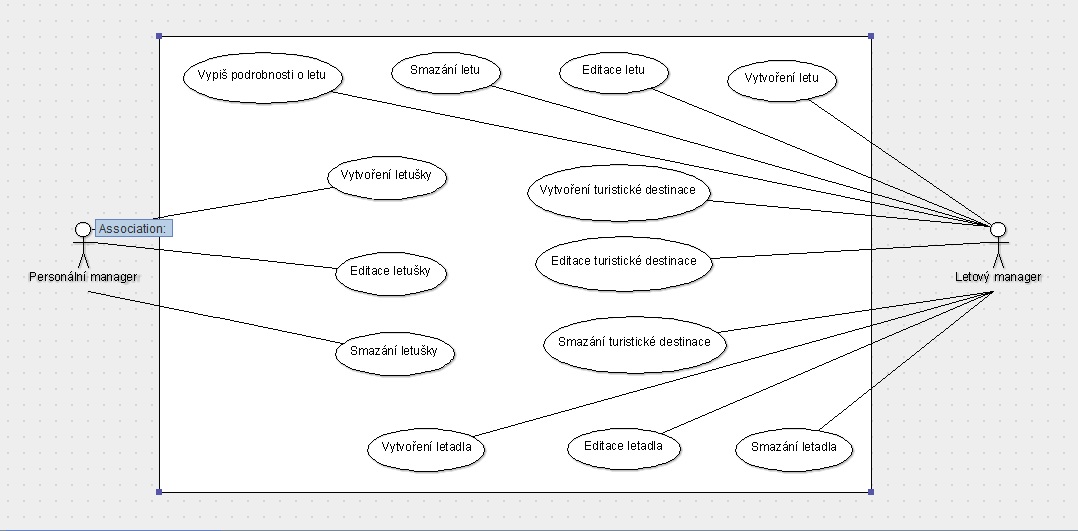 Vypiš podrobnosti o letu
Smazání letu
Editace letu
Vytvoření letu
Vytvoření letušky
Vytvoření turistické destinace
Association:
Personální manager
Editace letušky
Editace turistické destinace
Letový manager
Smazání letušky
Smazání turistické destinace
Vytvoření letadla
Editace letadla
Smazání letadla